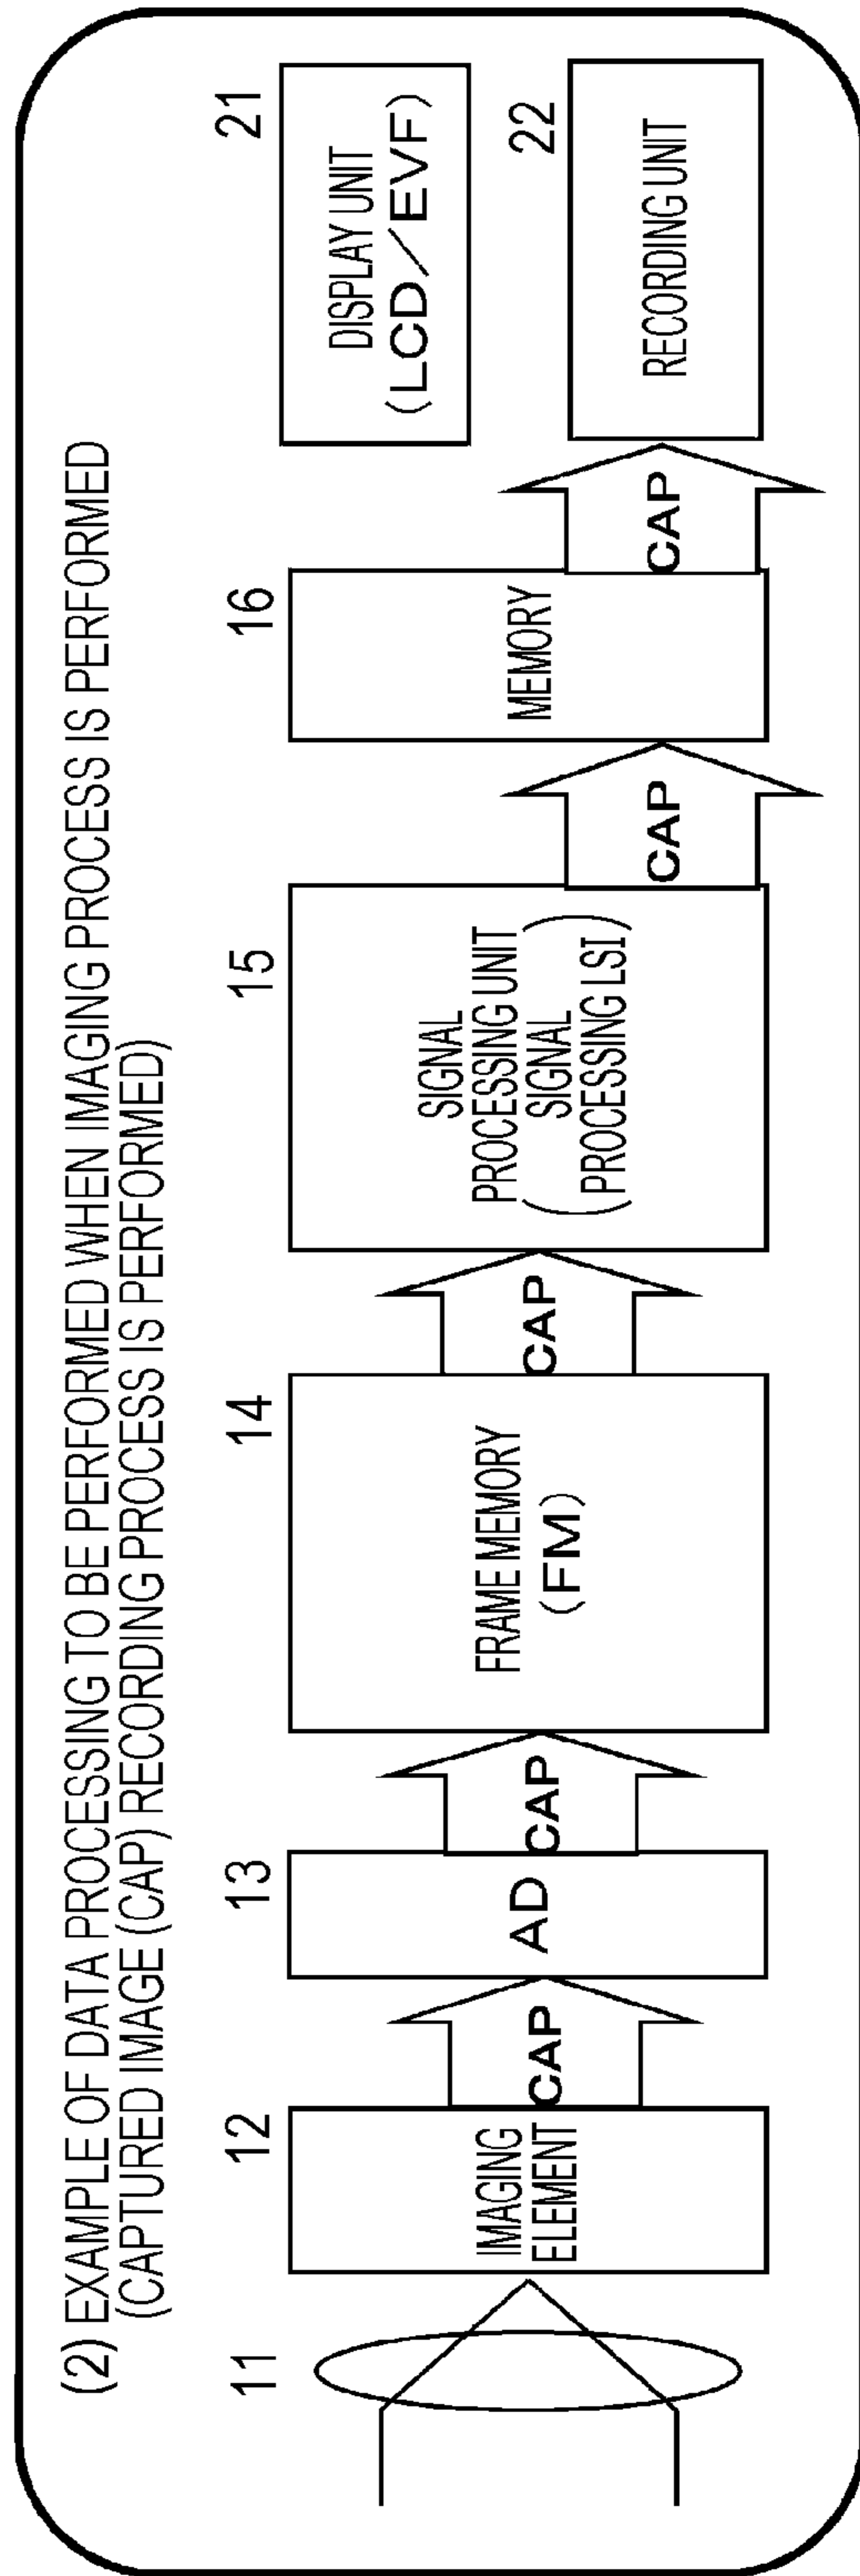 (2) EXAMPLE OF DATA PROCESSING TO BE PERFORMED WHEN IMAGING PROCESS IS PERFORMED
(CAPTURED IMAGE (CAP) RECORDING PROCESS IS PERFORMED)
11
12
IMAGING
ELEMENT
CAP
13
AD
CAP
14
FRAME MEMORY
(FM)
CAP
15
SIGNAL
PROCESSING UNIT
(SIGNAL
PROCESSING LSI)
CAP
16
MEMORY
CAP
21
DISPLAY UNIT
(LCD/EVF)
22
RECORDING UNIT